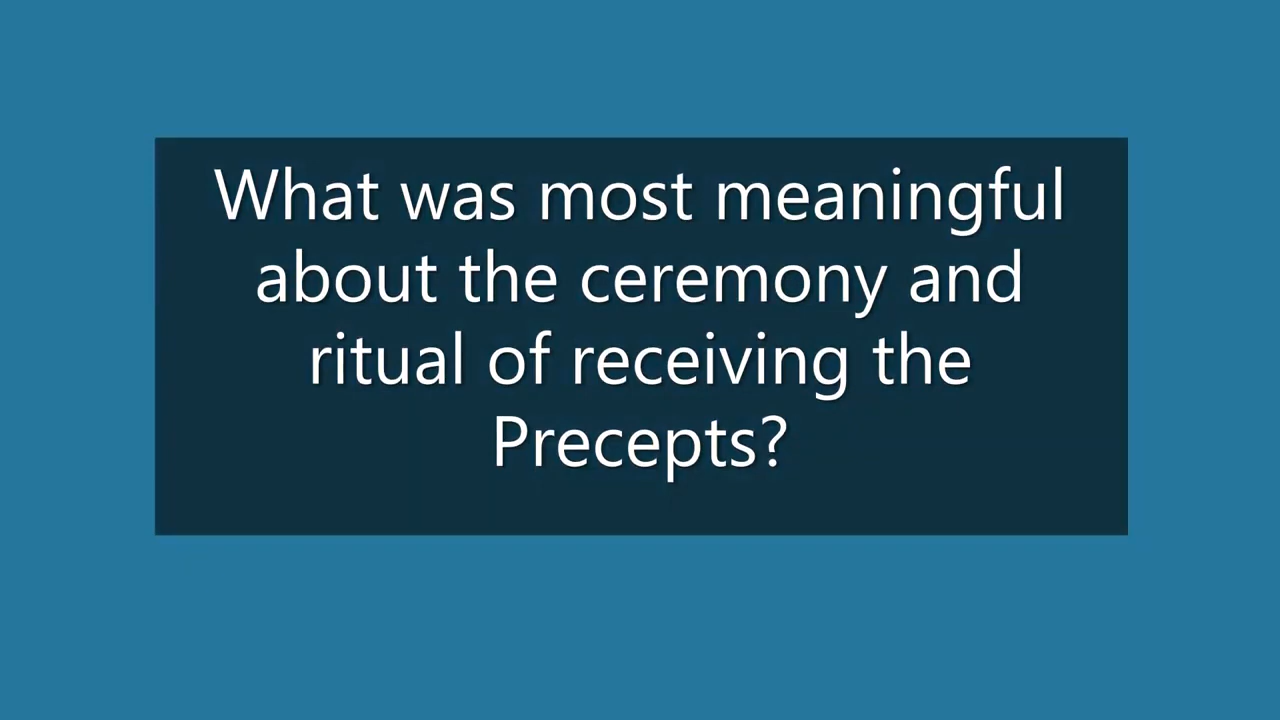 What was most meaningful
about the ceremony and
ritual of receiving the
Precepts?